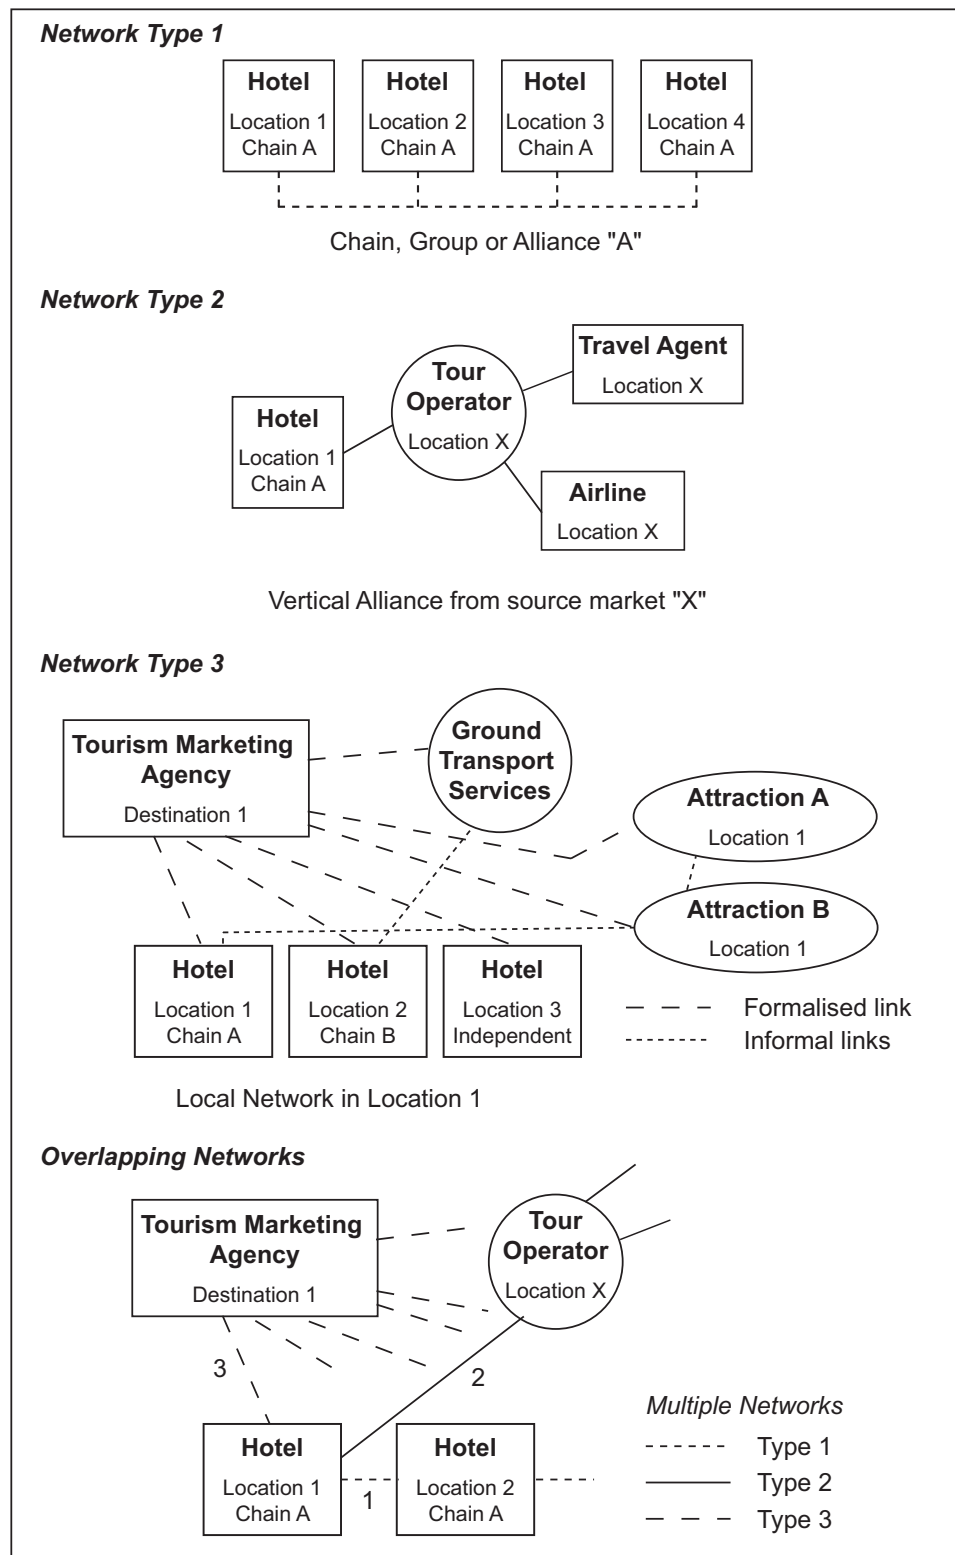 Network Type 1
Hotel
Location 1
Chain A
Hotel
Location 2
Chain A
Hotel
Location 3
Chain A
Hotel
Location 4
Chain A
Chain, Group or Alliance "A"
Network Type 2
Travel Agent
Location X
Tour
Operator
Location X
Hotel
Location 1
Chain A
Airline
Location X
Vertical Alliance from source market "X"
Network Type 3
Tourism Marketing
Agency
Destination 1
Ground
Transport
Services
Attraction A
Location 1
Attraction B
Location 1
Hotel
Location 1
Chain A
Hotel
Location 2
Chain B
Hotel
Location 3
Independent
Formalised link
Informal links
Local Network in Location 1
Overlapping Networks
Tourism Marketing
Agency
Destination 1
Tour
Operator
Location X
3
2
Hotel
Location 1
Chain A
1
Hotel
Location 2
Chain A
Multiple Networks
Type 1
Type 2
Type 3